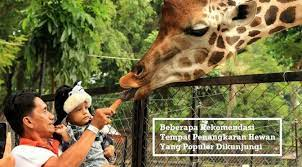 Beberapa Rekomendasi
Tempat Penangkaran Hewan
Yang Populer Dikunjungi